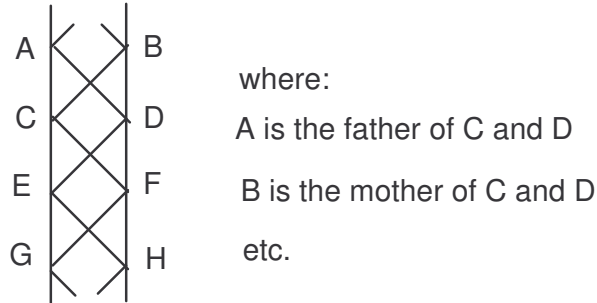 A B
C D
E F
G H
where:
A is the father of C and D
B is the mother of C and D
etc.